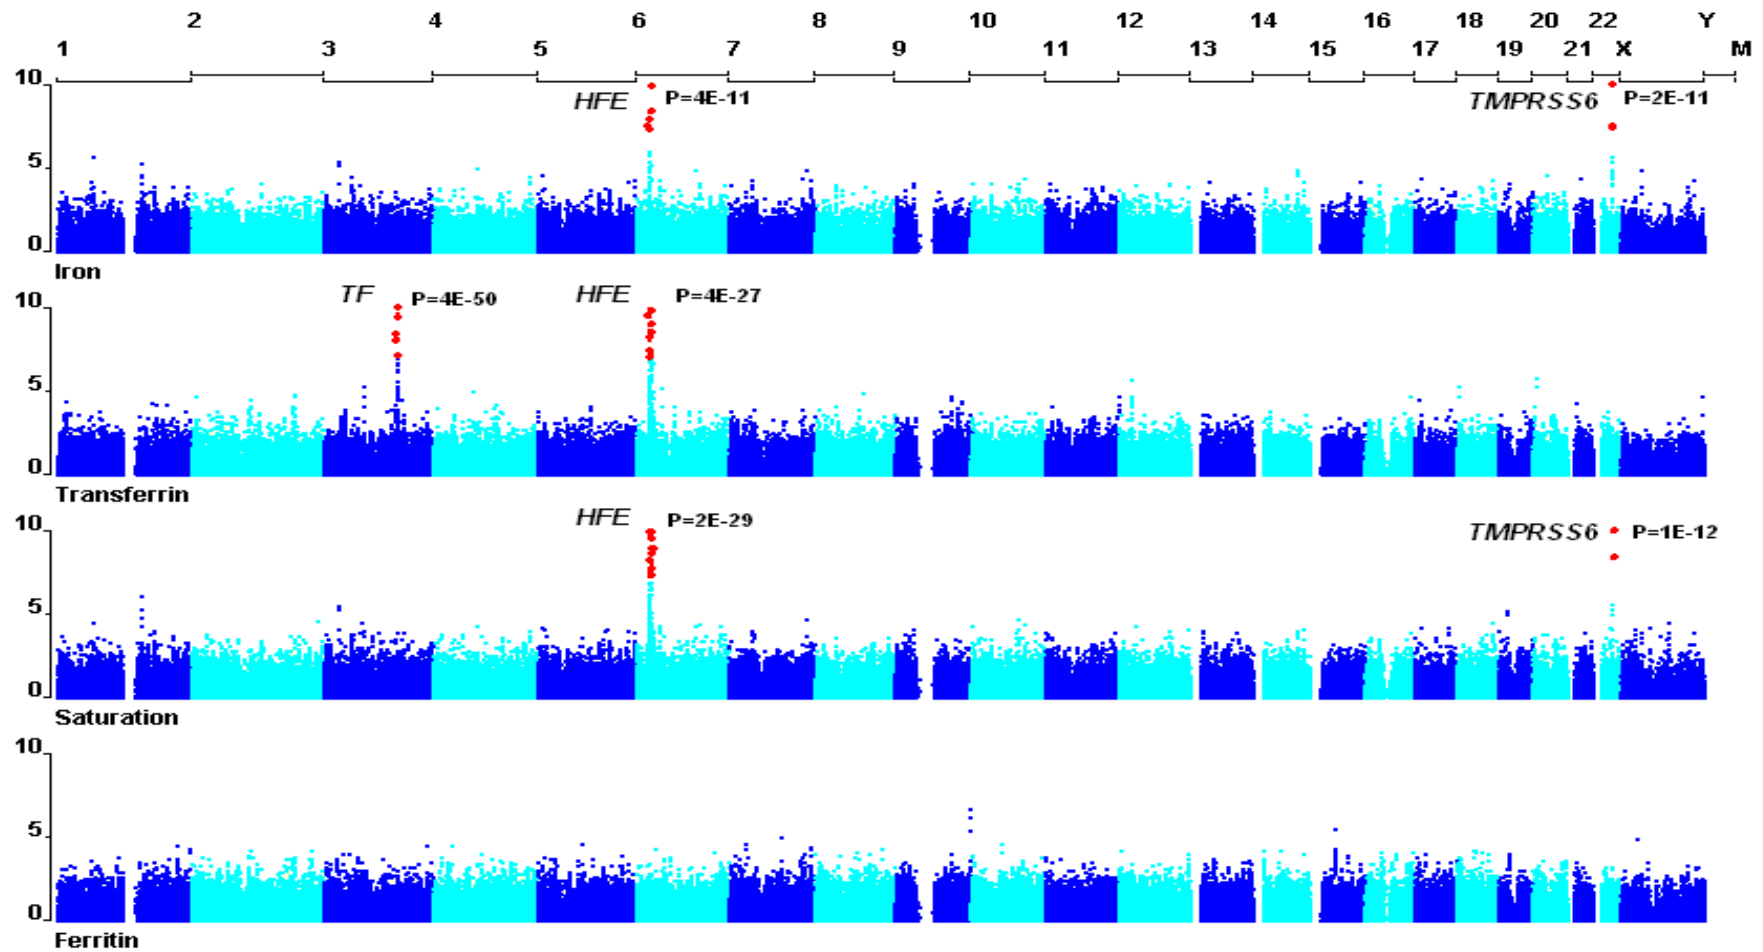 2 4 6 8 10 12 14 16 18 20 22 Y
1 3 5 7 9 11 13 15 17 19 21 X M
10
HFE P=4E-11 TMPRSS6 P=2E-11
5
0
Iron
10 TF P=4E-50 HFE P=4E-27
5
0
Transferrin
10 HFE P=2E-29 TMPRSS6 P=1E-12
5
0
Saturation
10
5
0
Ferritin